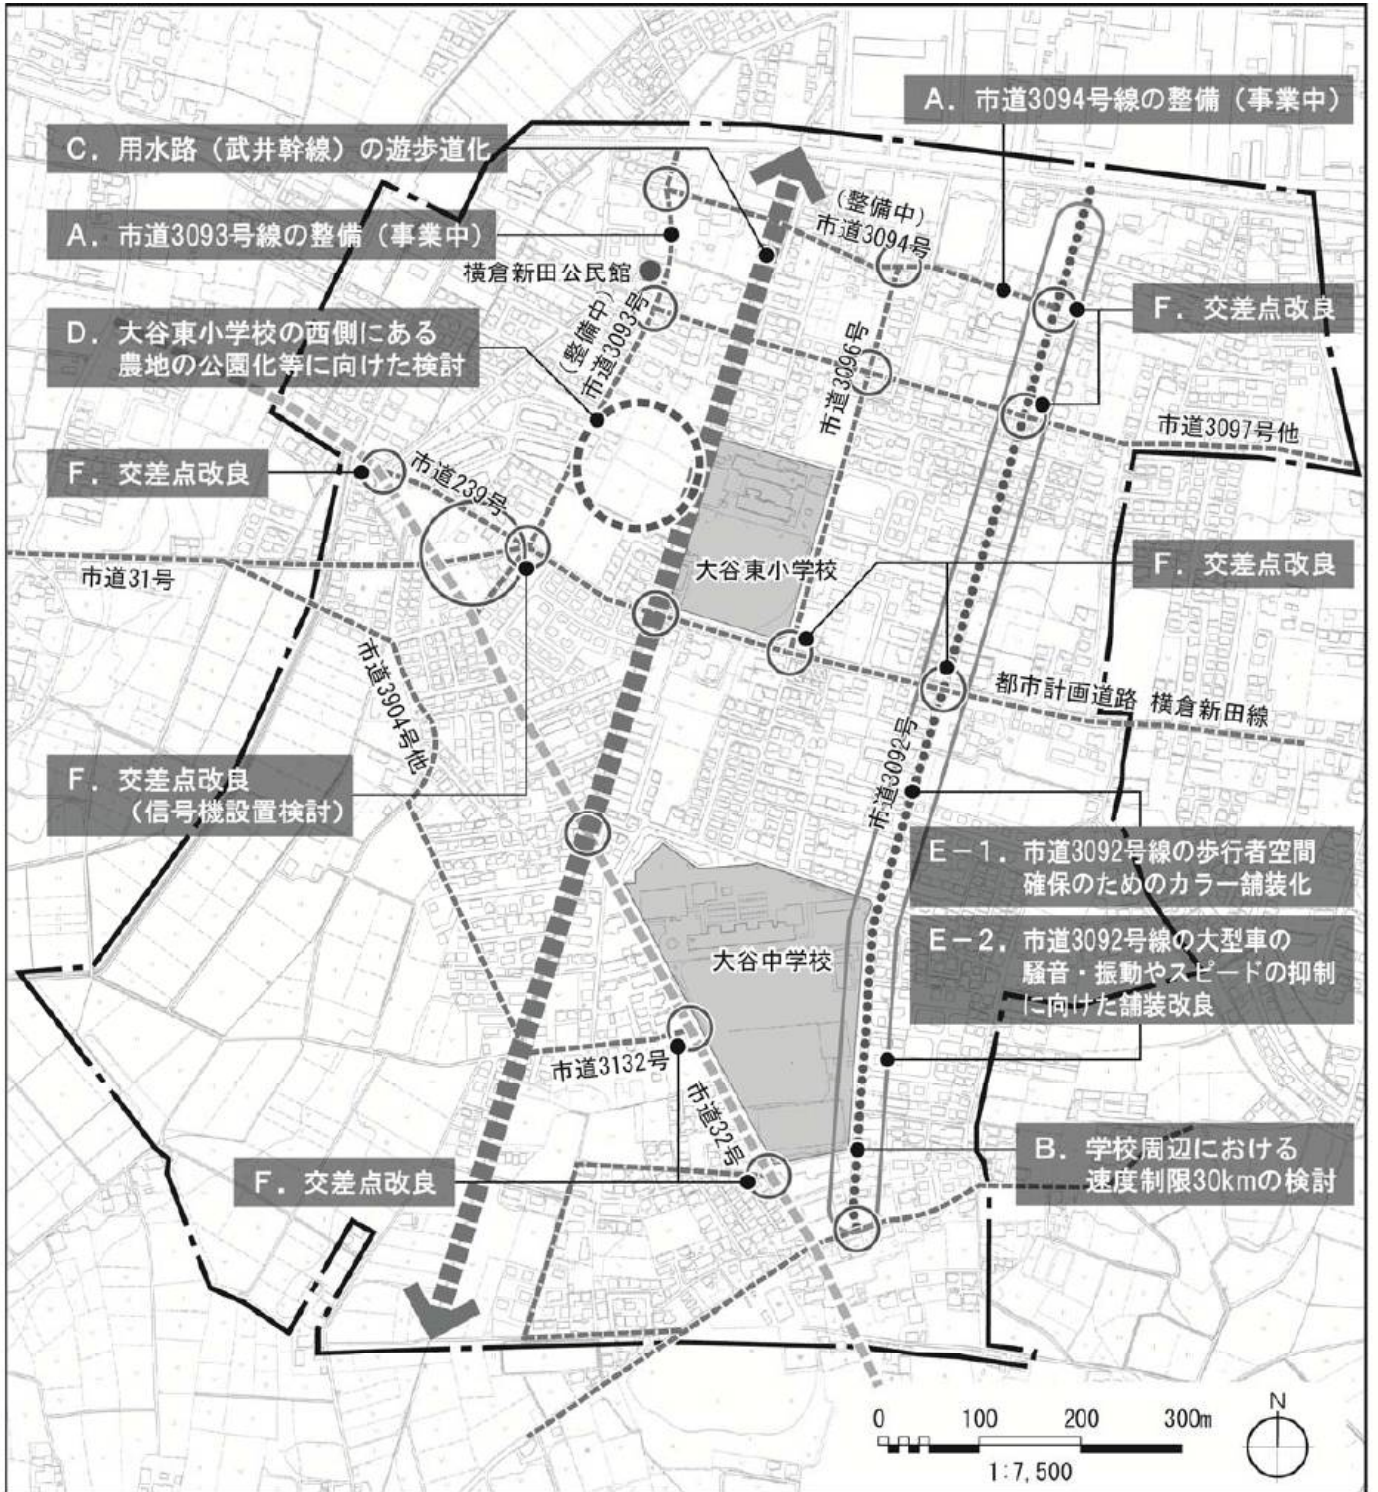 A．市道3094号線の整備（事業中）
C．用水路（武井幹線）の遊歩道化
A．市道3093号線の整備（事業中）
（整備中）
市道3094号
横倉新田公民館
F．交差点改良
D．大谷東小学校の西側にある
農地の公園化等に向けた検討
（整備中）
市道3093号
市道3096号
市道3097号他
F．交差点改良
市道239号
市道31号
大谷東小学校
F．交差点改良
市道3904号他
都市計画道路 横倉新田線
F．交差点改良
（信号機設置検討）
市道3092号
E－1．市道3092号線の歩行者空間
確保のためのカラー舗装化
E－2．市道3092号線の大型車の
騒音・振動やスピードの抑制
に向けた舗装改良
大谷中学校
市道3132号
市道32号
B．学校周辺における
速度制限30kmの検討
F．交差点改良
N
0 100 200 300m
1:7,500